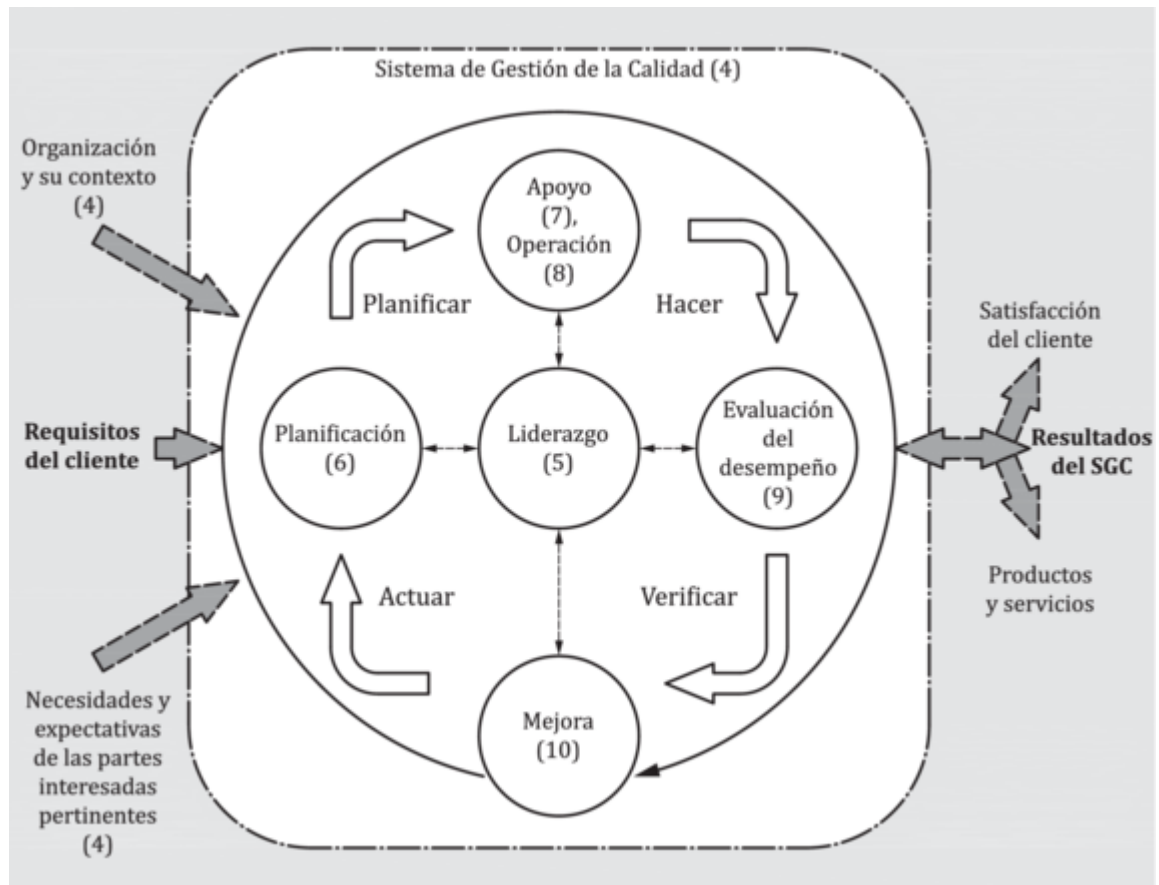 Sistema de Gestión de la Calidad (4)
Organización
y su contexto
(4)
Apoyo
(7),
Operación
(8)
Planificar
Hacer
Satisfacción
del cliente
Requisitos
del cliente
Planificación
(6)
Liderazgo
(5)
Evaluación
del
desempeño
(9)
Resultados
del SGC
Actuar
Verificar
Productos
y servicios
Necesidades y
expectativas
de las partes
interesadas
pertinentes
(4)
Mejora
(10)